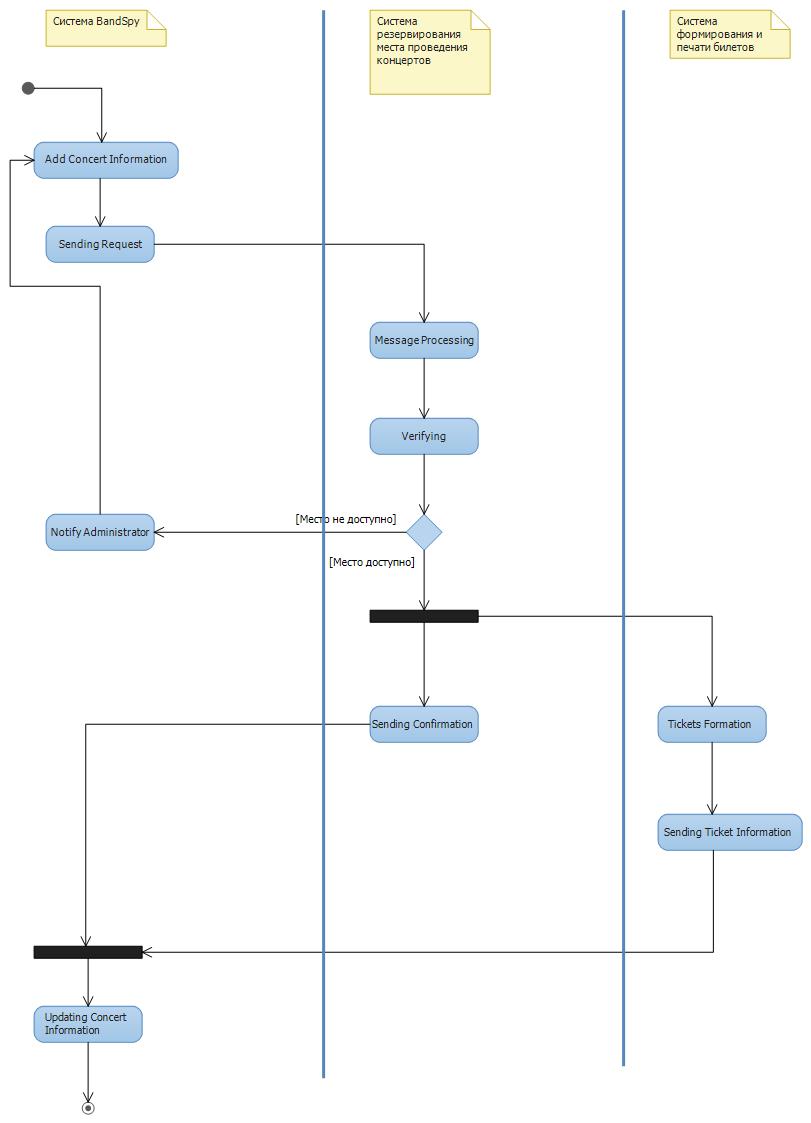 Система BandSpy
Система
резервирования
места проведения
концертов
Система
формирования и
печати билетов
Add Concert Information
Sending Request
Message Processing
Verifying
[Место не доступно]
Notify Administrator
[Место доступно]
Sending Confirmation
Tickets Formation
Sending Ticket Information
Updating Concert
Information